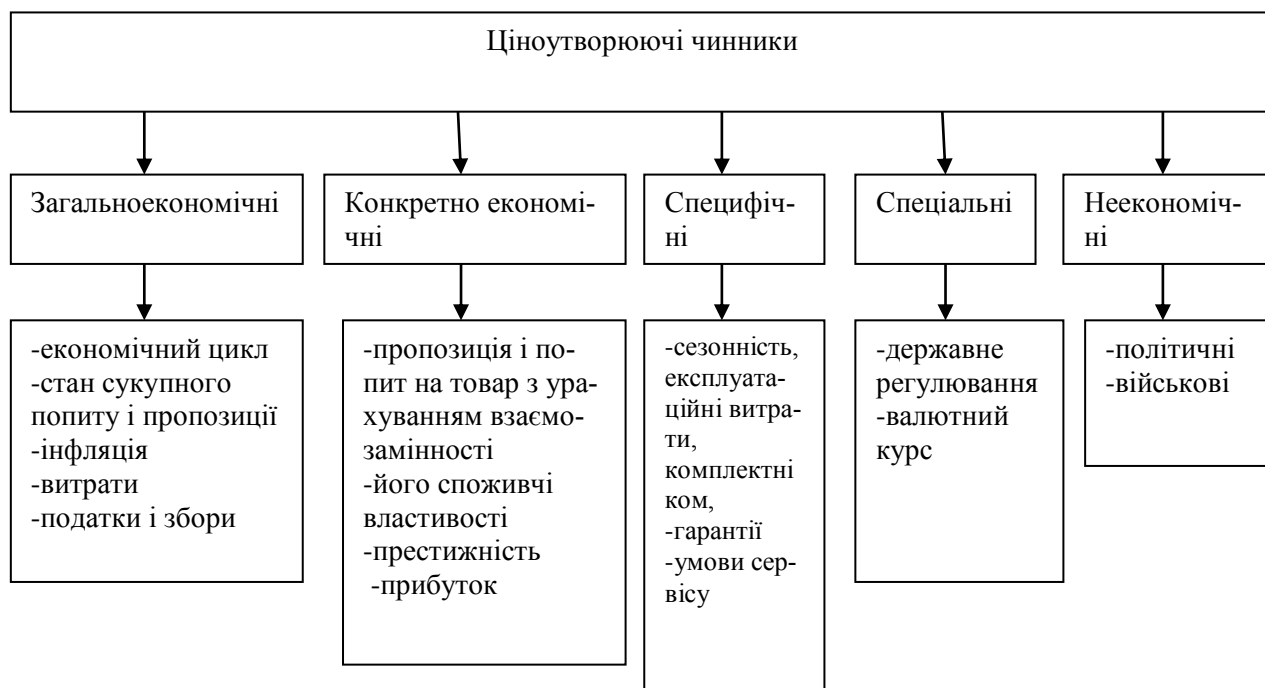 Ціноутворюючі чинники
Загальноекономічні
Конкретно економі-
чні
Специфіч-
ні
Спеціальні
Неекономіч-
ні
-економічний цикл
-стан сукупного
попиту і пропозиції
-інфляція
-витрати
-податки і збори
-пропозиція і по-
пит на товар з ура-
хуванням взаємо-
замінності
-його споживчі
властивості
-престижність
-прибуток
-сезонність,
експлуата-
ційні витра-
ти,
комплектні
ком,
-гарантії
-умови сер-
вісу
-державне
регулювання
-валютний
курс
-політичні
-військові